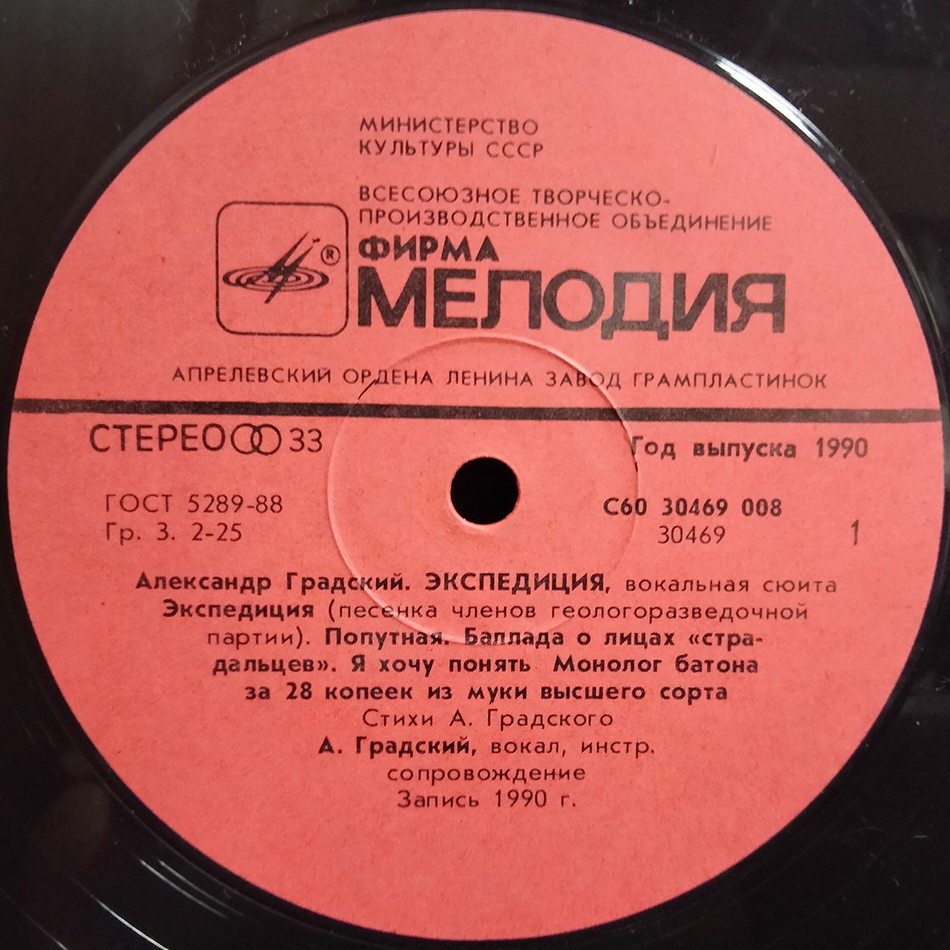 МИНИСТЕРСТВО
КУЛЬТУРЫ СССР
ВСЕСОЮЗНОЕ ТВОРЧЕСКО-
ПРОИЗВОДСТВЕННОЕ ОБЪЕДИНЕНИЕ
ФИРМА
®
МЕЛОДИЯ
АПРЕЛЕВСКИЙ ОРДЕНА ЛЕНИНА ЗАВОД ГРАМПЛАСТИНОК
СТЕРЕО 33
Год выпуска 1990
ГОСТ 5289-88
С60 30469 008
Гр. 3. 2-25
30469
1
Александр Градский. ЭКСПЕДИЦИЯ, вокальная сюита
Экспедиция (песенка членов геологоразведочной
партии). Попутная. Баллада о лицах «стра-
дальцев». Я хочу понять Монолог батона
за 28 копеек из муки высшего сорта
Стихи А. Градского
А. Градский, вокал, инстр.
сопровождение
Запись 1990 г.